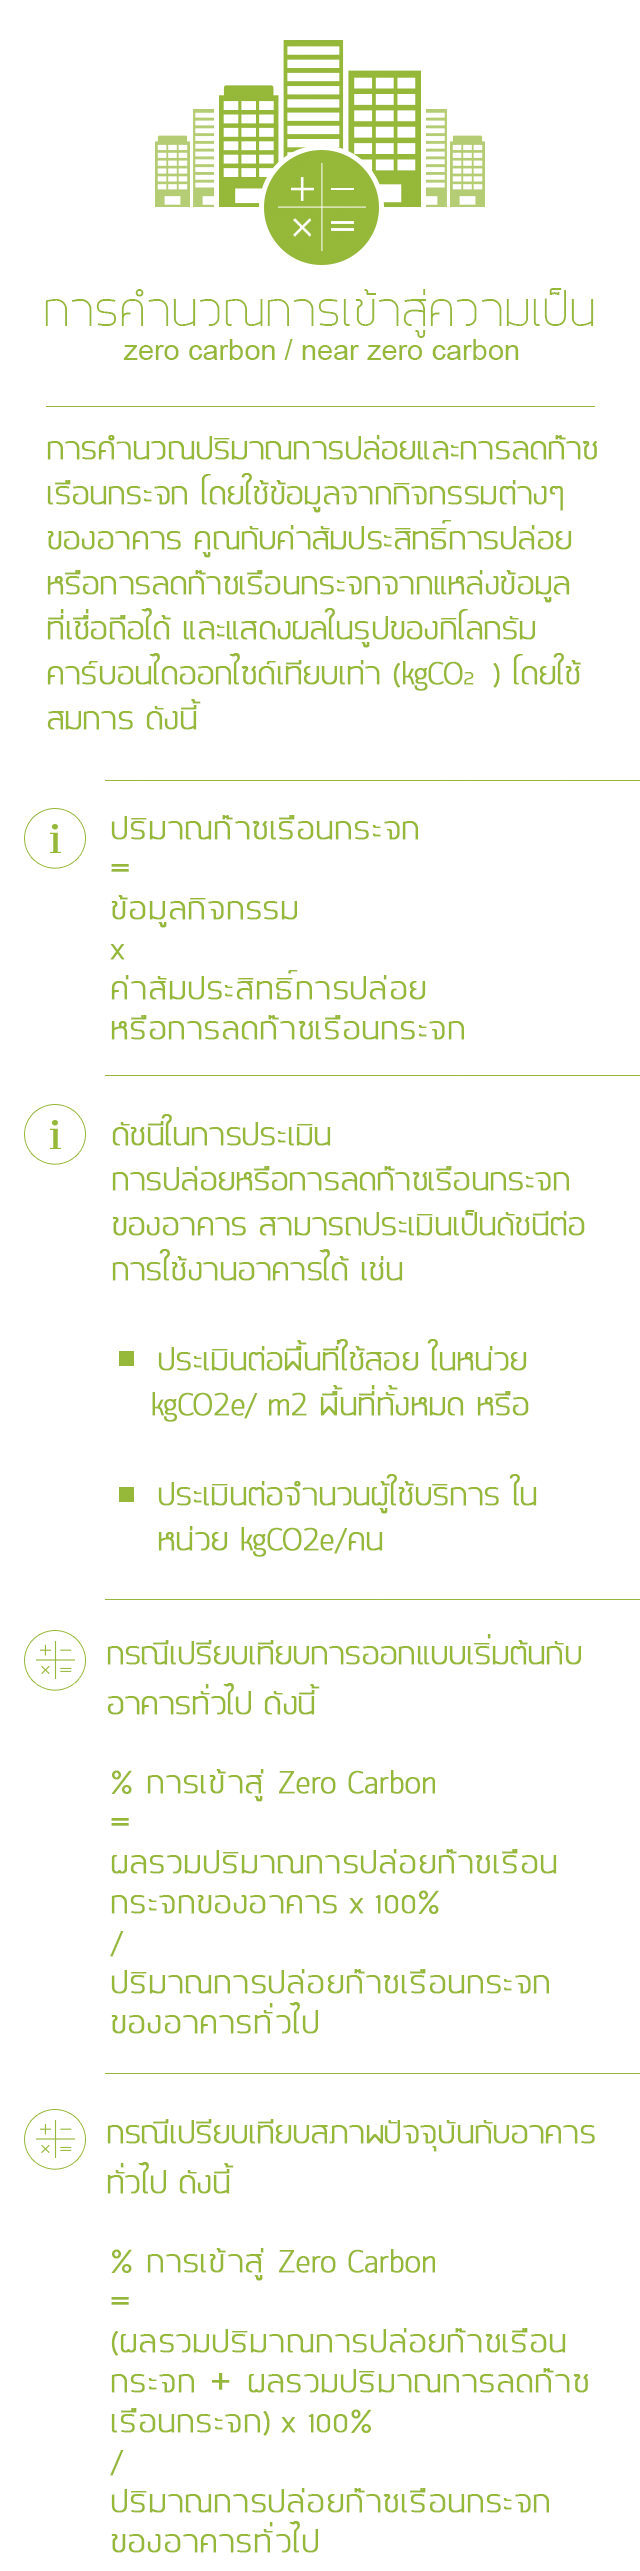 การคำนวณการเข้าสู่ความเป็น
zero carbon / near zero carbon
การคำนวณปริมาณการปล่อยและการลดก๊าซ
เรือนกระจก โดยใช้ข้อมูลจากกิจกรรมต่างๆ
ของอาคาร คูณกับค่าสัมประสิทธิ์การปล่อย
หรือการลดก๊าซเรือนกระจกจากแหล่งข้อมูล
ที่เชื่อถือได้ และแสดงผลในรูปของกิโลกรัม
คาร์บอนไดออกไซด์เทียบเท่า (kgCO₂ ) โดยใช้
สมการ ดังนี้
ปริมาณก๊าซเรือนกระจก
=
ข้อมูลกิจกรรม
x
ค่าสัมประสิทธิ์การปล่อย
หรือการลดก๊าซเรือนกระจก
ดัชนีในการประเมิน
การปล่อยหรือการลดก๊าซเรือนกระจก
ของอาคาร สามารถประเมินเป็นดัชนีต่อ
การใช้งานอาคารได้ เช่น
■ ประเมินต่อพื้นที่ใช้สอย ในหน่วย
kgCO2e/ m2 พื้นที่ทั้งหมด หรือ
■ ประเมินต่อจำนวนผู้ใช้บริการ ใน
หน่วย kgCO2e/คน
กรณีเปรียบเทียบการออกแบบเริ่มต้นกับ
อาคารทั่วไป ดังนี้
% การเข้าสู่ Zero Carbon
=
ผลรวมปริมาณการปล่อยก๊าซเรือน
กระจกของอาคาร x 100%
/
ปริมาณการปล่อยก๊าซเรือนกระจก
ของอาคารทั่วไป
กรณีเปรียบเทียบสภาพปัจจุบันกับอาคาร
ทั่วไป ดังนี้
% การเข้าสู่ Zero Carbon
=
(ผลรวมปริมาณการปล่อยก๊าซเรือน
กระจก + ผลรวมปริมาณการลดก๊าซ
เรือนกระจก) x 100%
/
ปริมาณการปล่อยก๊าซเรือนกระจก
ของอาคารทั่วไป